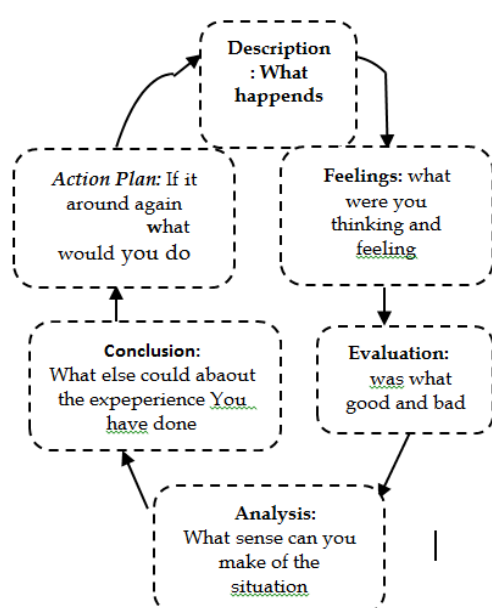 Description
: What
happends
Feelings: what
were you
thinking and
feeling
Evaluation:
was what
good and bad
Analysis:
What sense can you
make of the
situation
Conclusion:
What else could abaout
the expeperience You
have done
Action Plan: If it
around again
what
would you do